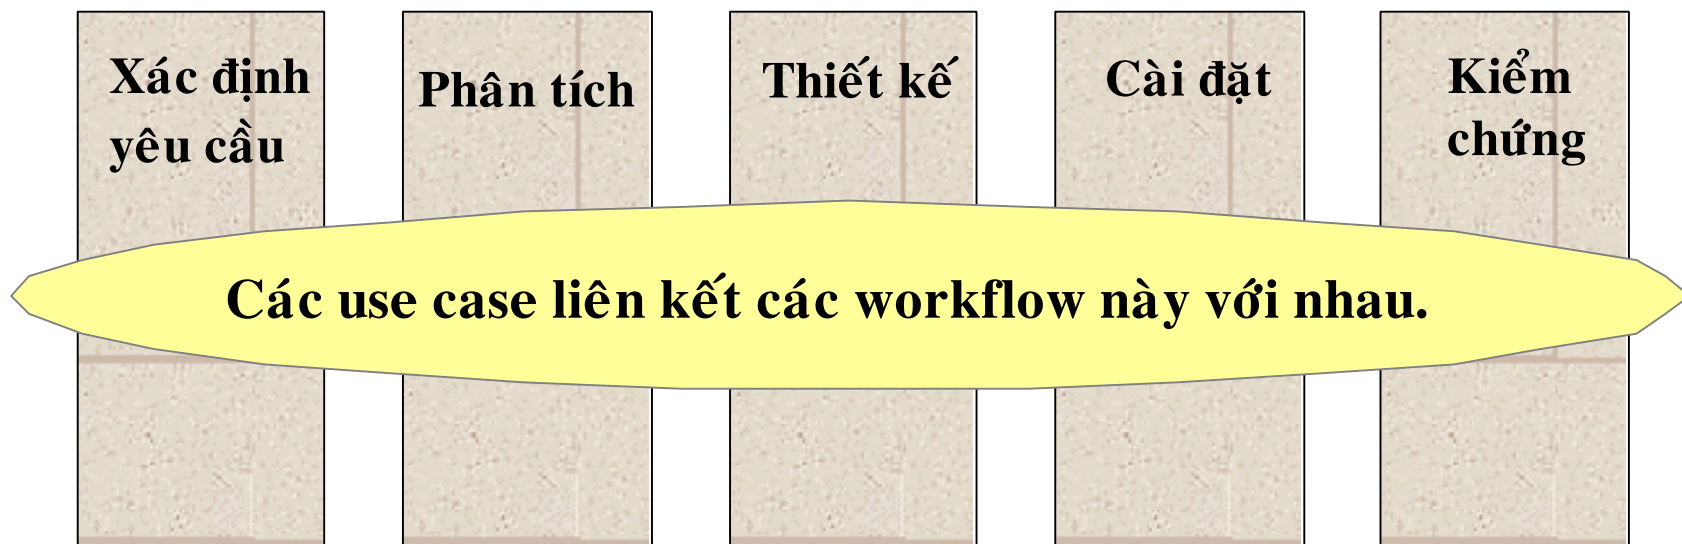 Xác định
yêu cầu
Phân tích
Thiết kế
Cài đặt
Kiểm
chứng
Các use case liên kết các workflow này với nhau.